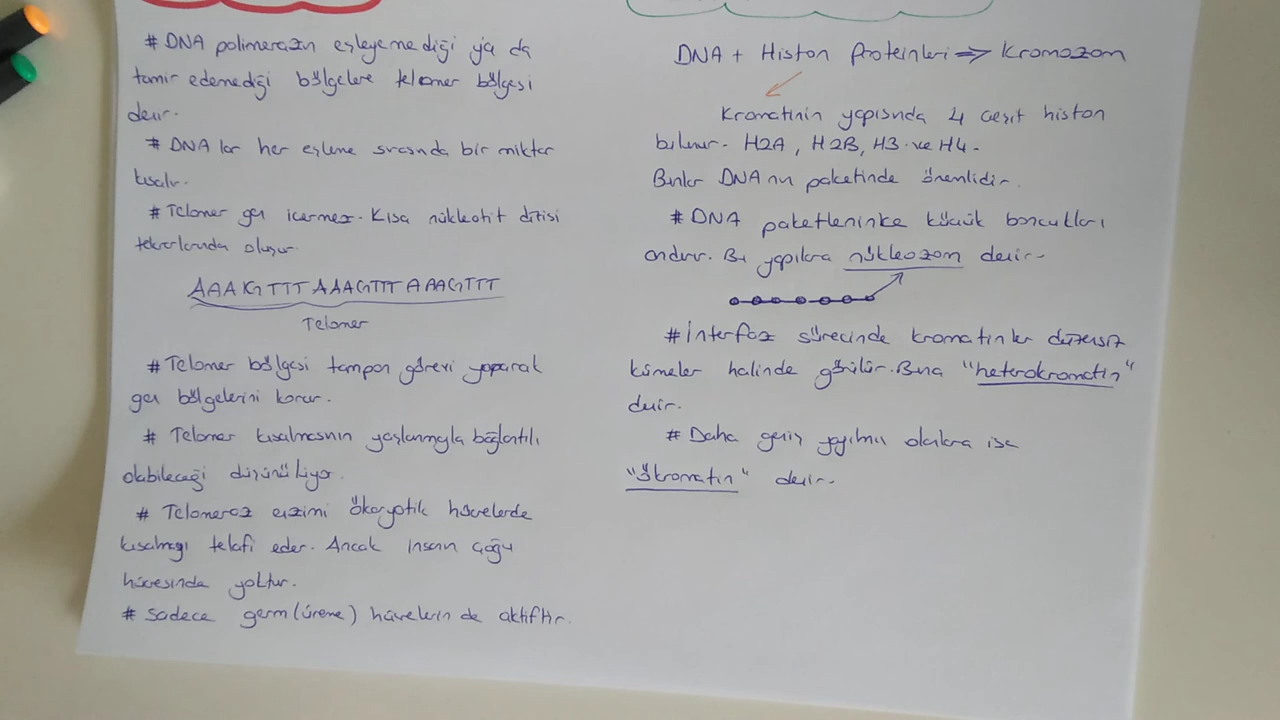 # DNA polimerazın eşleyemediği ya da
tamir edemediği bölgelere telomer bölgesi
denir.
# DNA lar her eşleme sırasında bir miktar
kısalır.
# Telomer gen içermez. Kısa nükleotit dizisi
tekrarlarından oluşur.
AAAGTTTAAAGTTTAAAGTTT
Telomer
# Telomer bölgesi tampon görevi yaparak
gen bölgelerini korur.
# Telomer kısalmasının yaşlanmayla bağlantılı
olabileceği düşünülüyor.
# Telomeraz enzimi ökaryotik hücrelerde
kısalmayı telafi eder. Ancak insan çoğu
hücresinda yoktur.
# Sadece germ (üreme) hücrelerin de aktiftir.
DNA + Histon Proteinleri ⇒ Kromozom
Kromatinin yapısında 4 çeşit histon
bulunur. H2A, H2B, H3 ve H4.
Bunlar DNA nın paketinde önemlidir.
# DNA paketlenince küçük boncukları
andırır. Bu yapılara nükleozom denir.
# İnterfaz sürecinde kromatinler düzensiz
kümeler halinde görülür. Buna "heterokromatin"
denir.
# Daha geniş yayılmış olanlara ise
"ökromatin" denir.